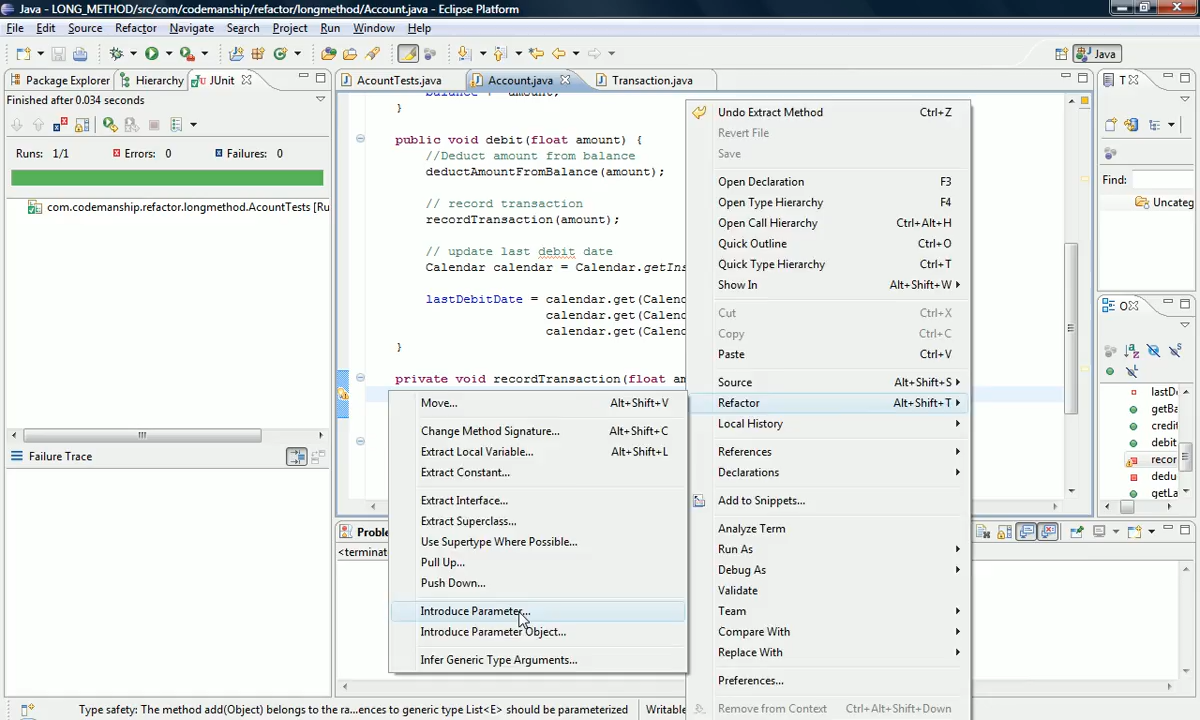 Java - LONG_METHOD/src/com/codemanship/refactor/longmethod/Account.java - Eclipse Platform
File Edit Source Refactor Navigate Search Project Run Window Help
Java
Package Explorer Hierarchy JUnit
Finished after 0.034 seconds
Runs: 1/1 Errors: 0 Failures: 0
com.codemanship.refactor.longmethod.AcountTests [Ru
Failure Trace
AcountTests.java Account.java Transaction.java
}
public void debit(float amount) {
//Deduct amount from balance
deductAmountFromBalance(amount);
// record transaction
recordTransaction(amount);
// update last debit date
Calendar calendar = Calendar.getIns
lastDebitDate = calendar.get(Calend
calendar.get(Calend
calendar.get(Calend
}
private void recordTransaction(float am
Move... Alt+Shift+V
Change Method Signature... Alt+Shift+C
Extract Local Variable... Alt+Shift+L
Extract Constant...
Extract Interface...
Extract Superclass...
Use Supertype Where Possible...
Pull Up...
Push Down...
Introduce Parameter...
Introduce Parameter Object...
Infer Generic Type Arguments...
Undo Extract Method Ctrl+Z
Revert File
Save
Open Declaration F3
Open Type Hierarchy F4
Open Call Hierarchy Ctrl+Alt+H
Quick Outline Ctrl+O
Quick Type Hierarchy Ctrl+T
Show In Alt+Shift+W
Cut Ctrl+X
Copy Ctrl+C
Paste Ctrl+V
Source Alt+Shift+S
Refactor Alt+Shift+T
Local History
References
Declarations
Add to Snippets...
Analyze Term
Run As
Debug As
Validate
Team
Compare With
Replace With
Preferences...
Remove from Context Ctrl+Alt+Shift+Down
T
Find:
Uncateg
O
lastD
getBa
credit
debit
recor
dedu
getLa
Proble
<terminat
Type safety: The method add(Object) belongs to the ra...ences to generic type List<E> should be parameterized
Writable